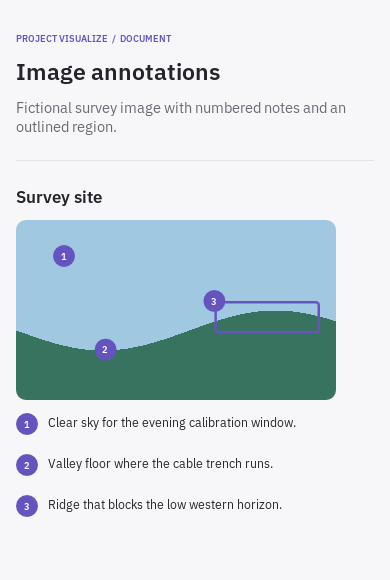 PROJECT VISUALIZE / DOCUMENT
Image annotations
Fictional survey image with numbered notes and an
outlined region.
Survey site
1
3
2
1 Clear sky for the evening calibration window.
2 Valley floor where the cable trench runs.
3 Ridge that blocks the low western horizon.